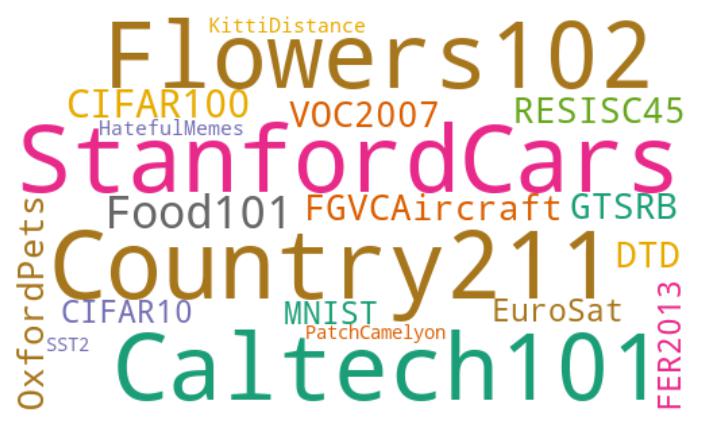 KittiDistance
Flowers102
CIFAR100
VOC2007
RESISC45
HatefulMemes
StanfordCars
Food101
FGVCAircraft
GTSRB
OxfordPets
Country211
DTD
CIFAR10
MNIST
EuroSat
FER2013
PatchCamelyon
SST2
Caltech101